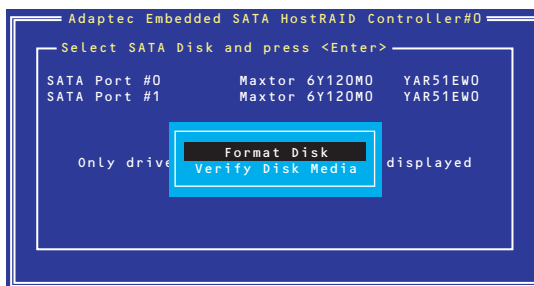 Adaptec Embedded SATA HostRAID Controller#0
Select SATA Disk and press <Enter>
SATA Port #0 Maxtor 6Y120M0 YAR51EW0
SATA Port #1 Maxtor 6Y120M0 YAR51EW0
Format Disk
Only drive displayed
Verify Disk Media